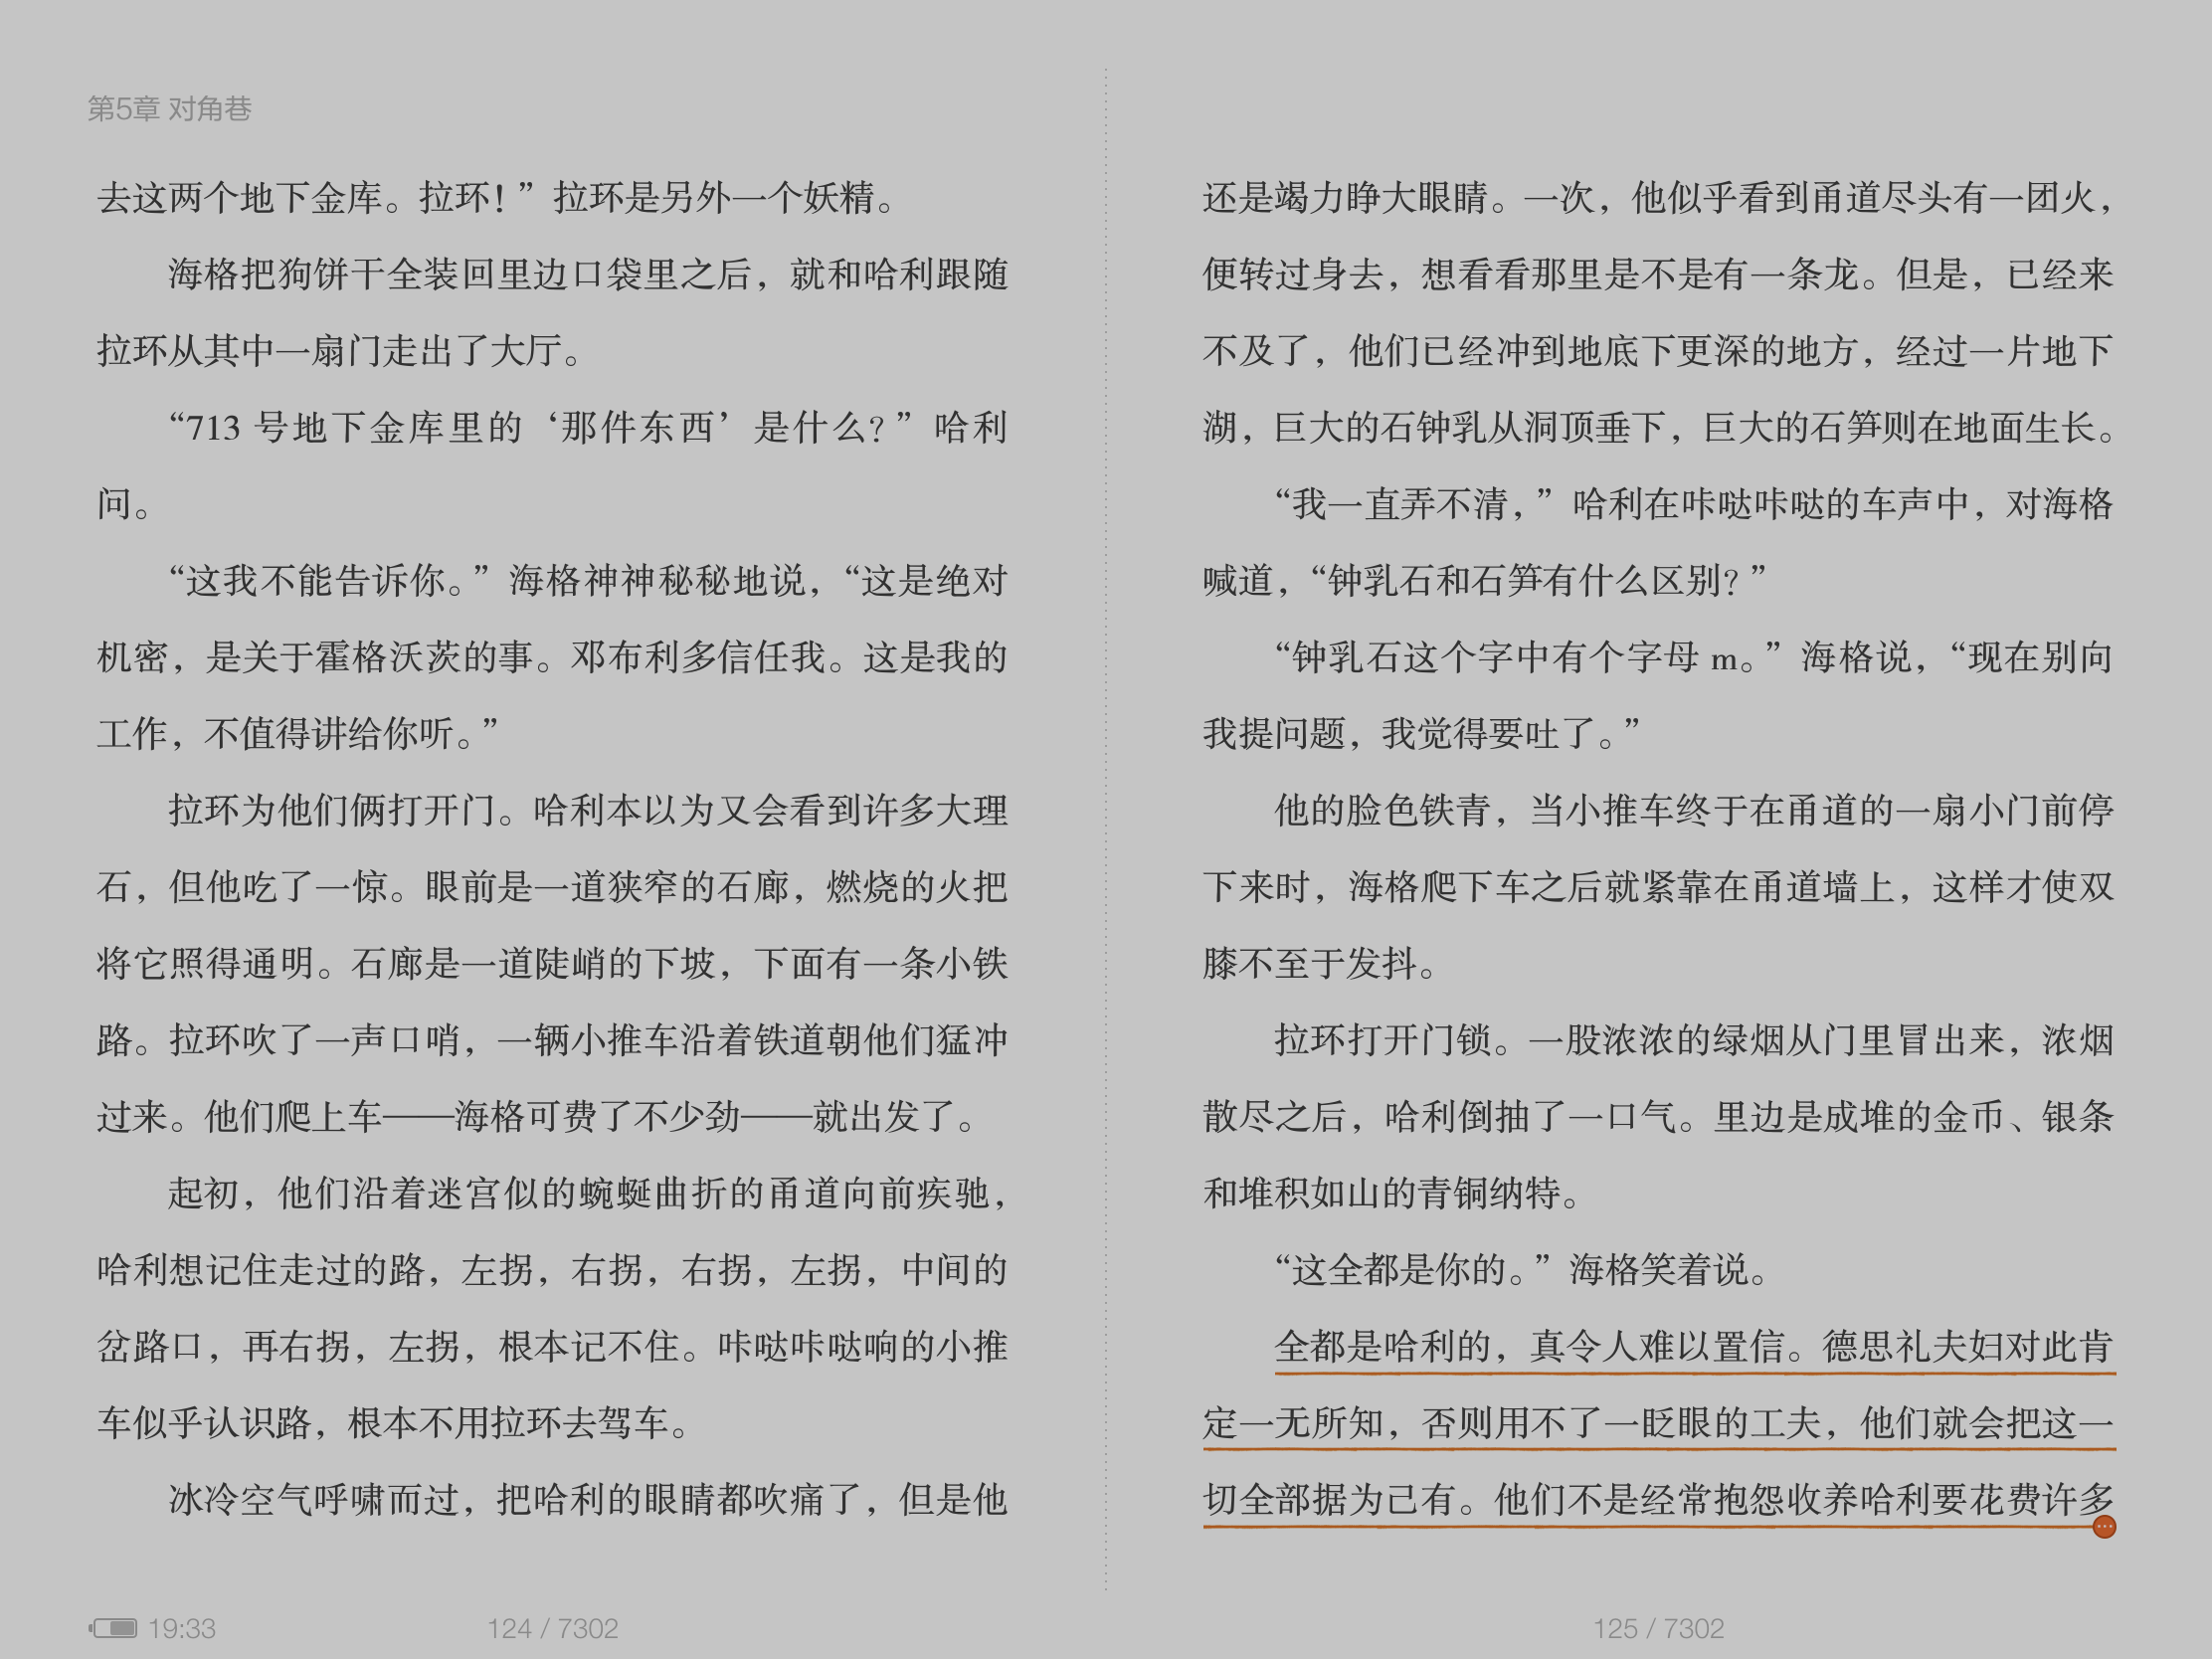 第5章 对角巷
去这两个地下金库。拉环！”拉环是另外一个妖精。
海格把狗饼干全装回里边口袋里之后，就和哈利跟随
拉环从其中一扇门走出了大厅。
“713 号地下金库里的‘那件东西’是什么？”哈利
问。
“这我不能告诉你。”海格神神秘秘地说，“这是绝对
机密，是关于霍格沃茨的事。邓布利多信任我。这是我的
工作，不值得讲给你听。”
拉环为他们俩打开门。哈利本以为又会看到许多大理
石，但他吃了一惊。眼前是一道狭窄的石廊，燃烧的火把
将它照得通明。石廊是一道陡峭的下坡，下面有一条小铁
路。拉环吹了一声口哨，一辆小推车沿着铁道朝他们猛冲
过来。他们爬上车——海格可费了不少劲——就出发了。
起初，他们沿着迷宫似的蜿蜒曲折的甬道向前疾驰，
哈利想记住走过的路，左拐，右拐，右拐，左拐，中间的
岔路口，再右拐，左拐，根本记不住。咔哒咔哒响的小推
车似乎认识路，根本不用拉环去驾车。
冰冷空气呼啸而过，把哈利的眼睛都吹痛了，但是他
还是竭力睁大眼睛。一次，他似乎看到甬道尽头有一团火，
便转过身去，想看看那里是不是有一条龙。但是，已经来
不及了，他们已经冲到地底下更深的地方，经过一片地下
湖，巨大的石钟乳从洞顶垂下，巨大的石笋则在地面生长。
“我一直弄不清，”哈利在咔哒咔哒的车声中，对海格
喊道，“钟乳石和石笋有什么区别？”
“钟乳石这个字中有个字母 m。”海格说，“现在别向
我提问题，我觉得要吐了。”
他的脸色铁青，当小推车终于在甬道的一扇小门前停
下来时，海格爬下车之后就紧靠在甬道墙上，这样才使双
膝不至于发抖。
拉环打开门锁。一股浓浓的绿烟从门里冒出来，浓烟
散尽之后，哈利倒抽了一口气。里边是成堆的金币、银条
和堆积如山的青铜纳特。
“这全都是你的。”海格笑着说。
全都是哈利的，真令人难以置信。德思礼夫妇对此肯
定一无所知，否则用不了一眨眼的工夫，他们就会把这一
切全部据为己有。他们不是经常抱怨收养哈利要花费许多
19:33
124 / 7302
125 / 7302